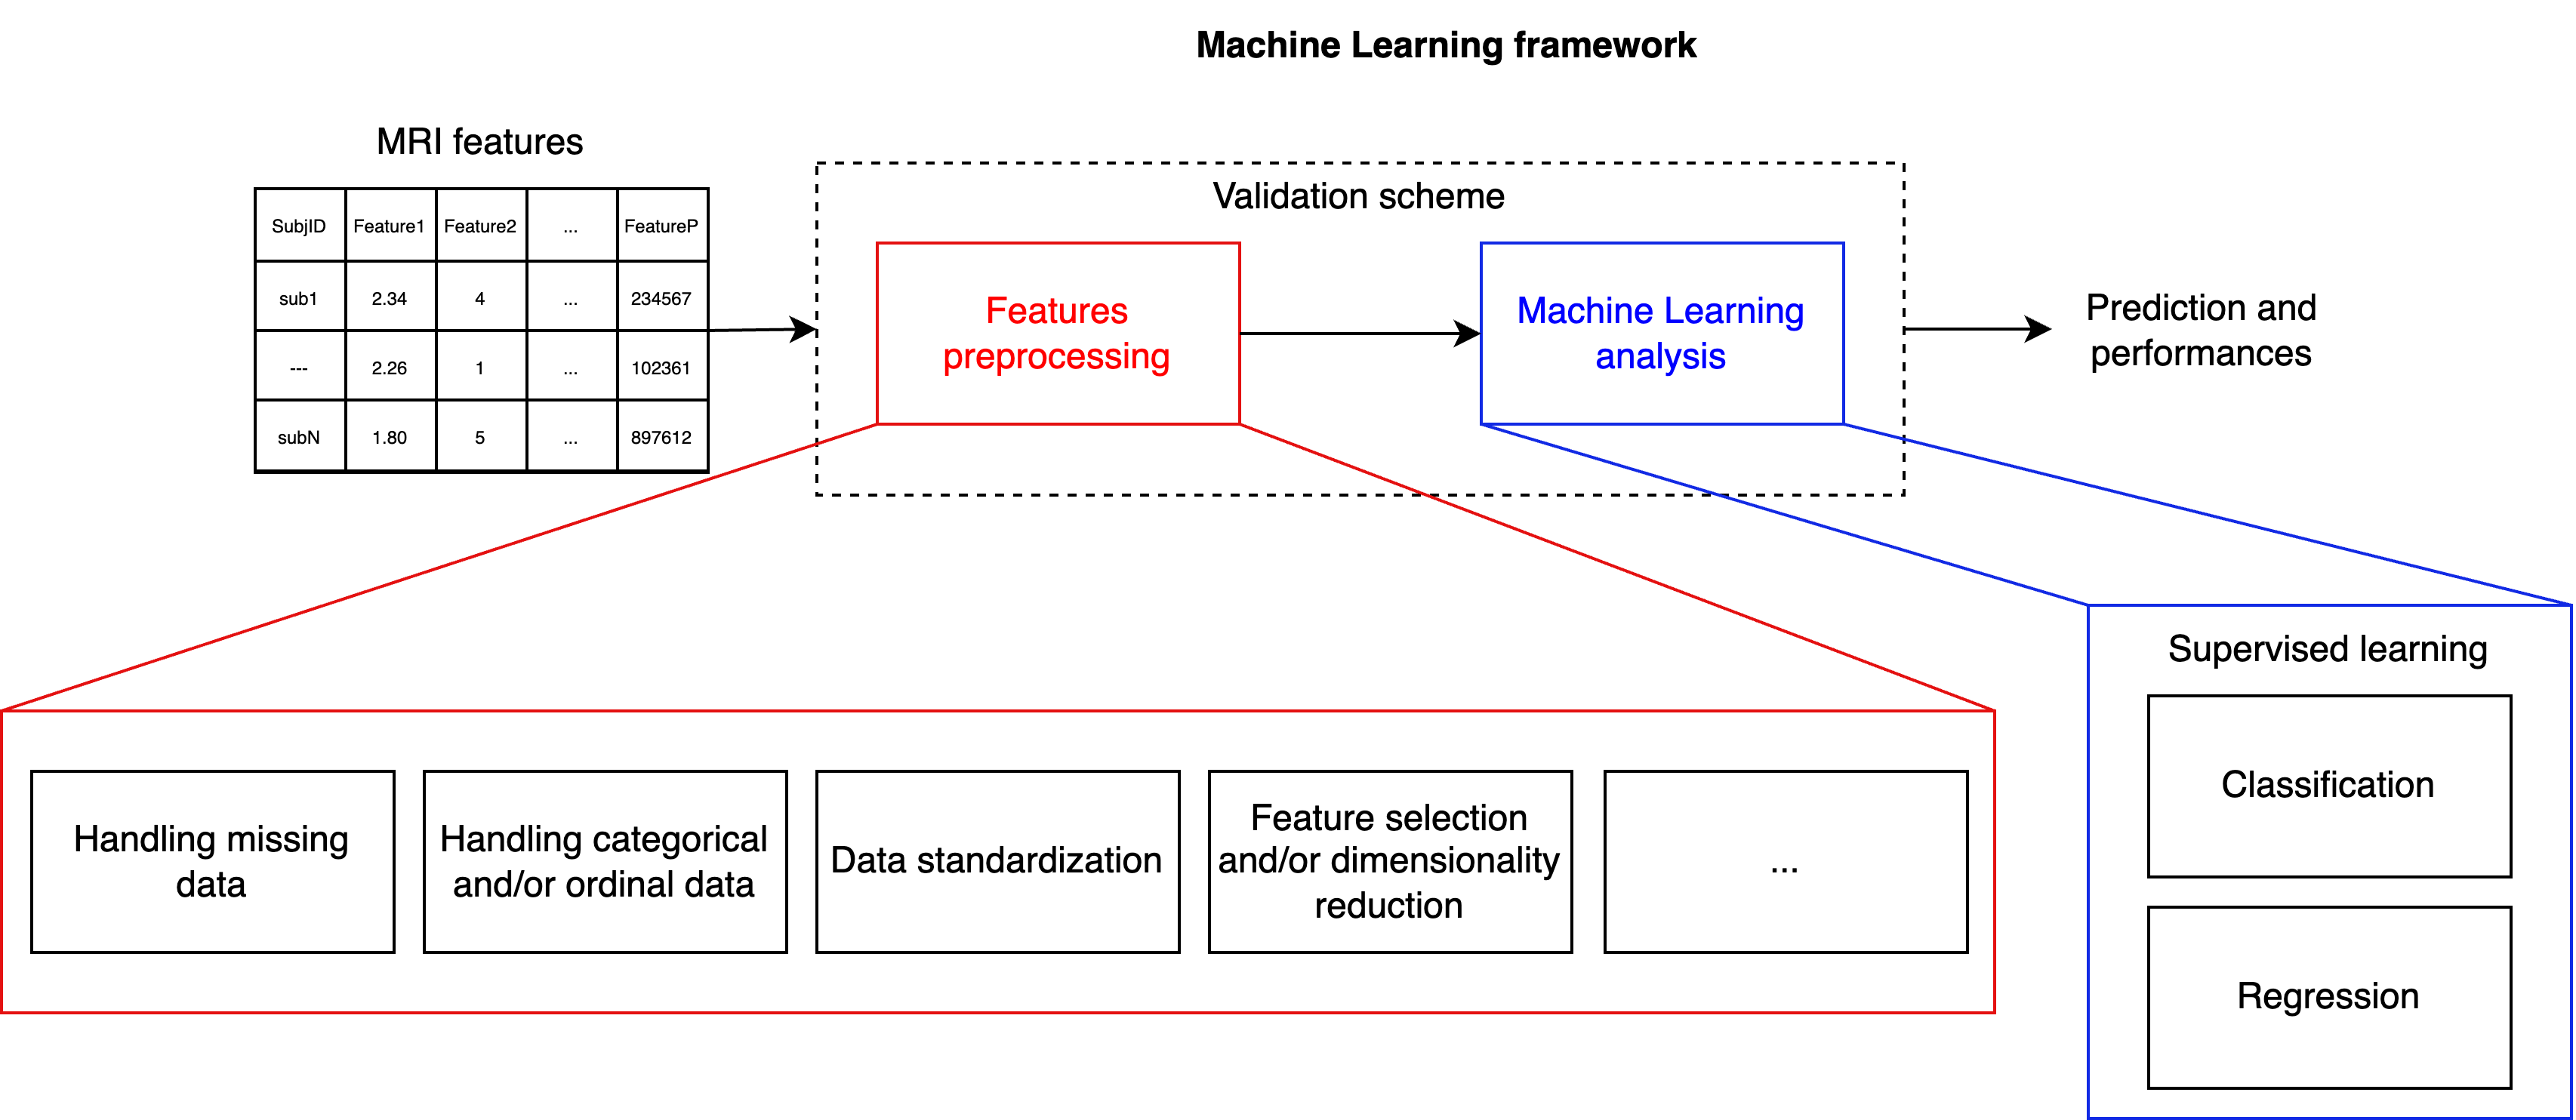 Machine Learning framework
MRI features
SubjID Feature1 Feature2 ... FeatureP
sub1 2.34 4 ... 234567
--- 2.26 1 ... 102361
subN 1.80 5 ... 897612
Validation scheme
Features
preprocessing
Machine Learning
analysis
Prediction and
performances
Handling missing
data
Handling categorical
and/or ordinal data
Data standardization
Feature selection
and/or dimensionality
reduction
...
Supervised learning
Classification
Regression